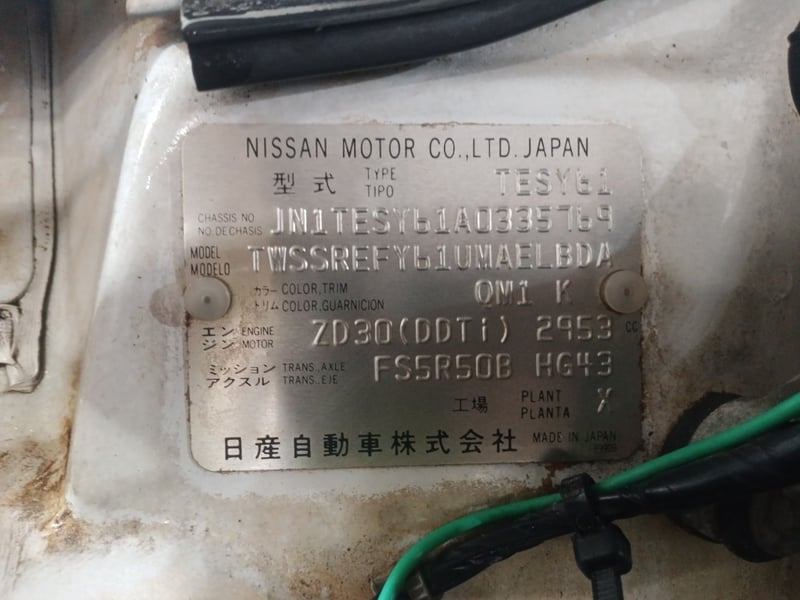 NISSAN MOTOR CO.,LTD. JAPAN
型式 TYPE TIPO TESY61
CHASSIS NO NO DE CHASIS JN1TESY61A0335769
MODEL MODELO TWSSREFY61UMAELBDA
カラー COLOR,TRIM トリム COLOR,GUARNICION QM1 K
エンジン ENGINE MOTOR ZD30(DDTi) 2953 CC
ミッション TRANS.,AXLE アクスル TRANS.,EJE FS5R50B HG43
工場 PLANT PLANTA X
日産自動車株式会社 MADE IN JAPAN